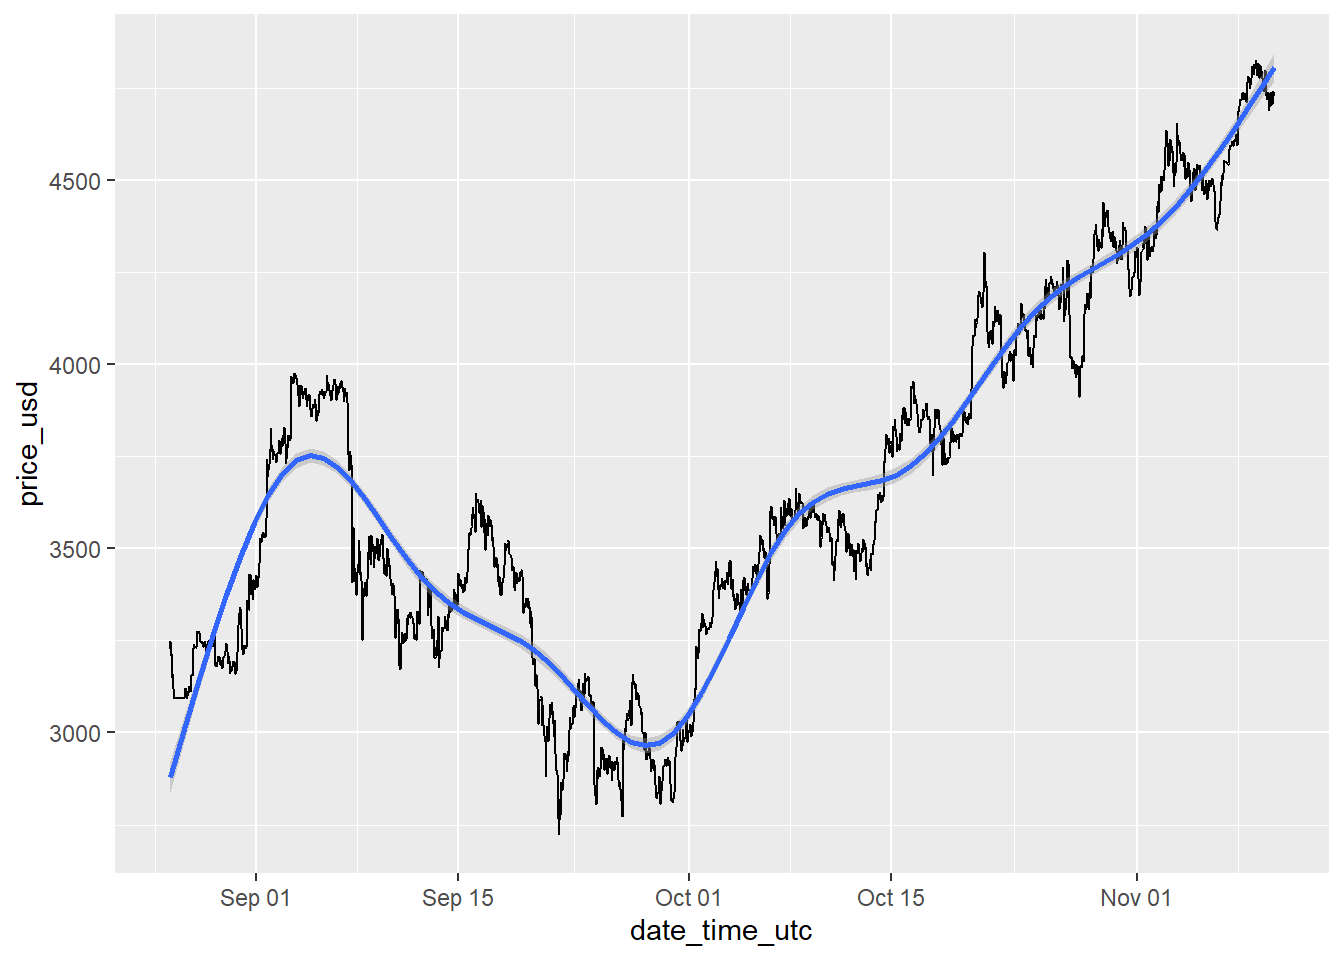 price_usd
4500
4000
3500
3000
Sep 01
Sep 15
Oct 01
Oct 15
Nov 01
date_time_utc